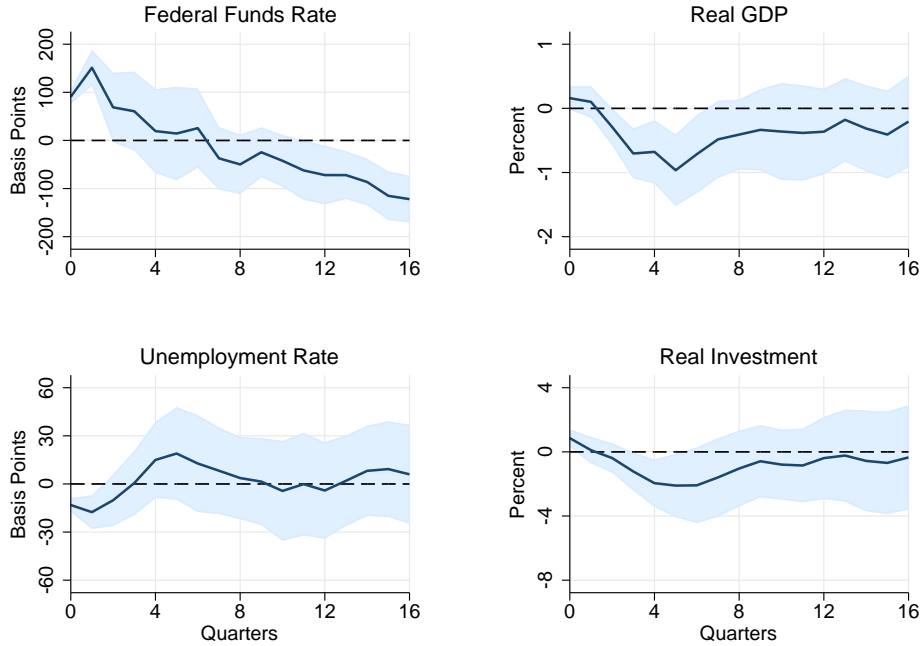 Federal Funds Rate
Basis Points
200
100
0
-100
-200
0 4 8 12 16
Real GDP
Percent
1
0
-1
-2
0 4 8 12 16
Unemployment Rate
Basis Points
60
30
0
-30
-60
0 4 8 12 16
Quarters
Real Investment
Percent
4
0
-4
-8
0 4 8 12 16
Quarters